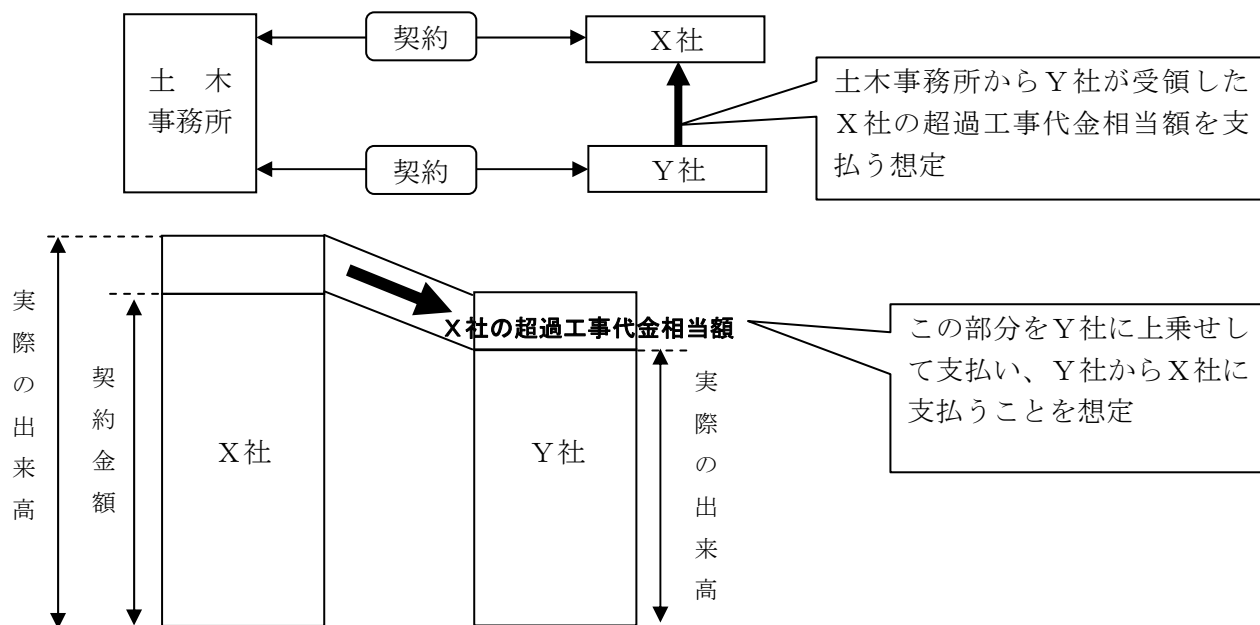 契約
Ｘ社
土　木
事務所
契約
Ｙ社
土木事務所からＹ社が受領した
Ｘ社の超過工事代金相当額を支
払う想定
実際の出来高
契約金額
Ｘ社
Ｘ社の超過工事代金相当額
Ｙ社
実際の出来高
この部分をＹ社に上乗せし
て支払い、Ｙ社からＸ社に
支払うことを想定